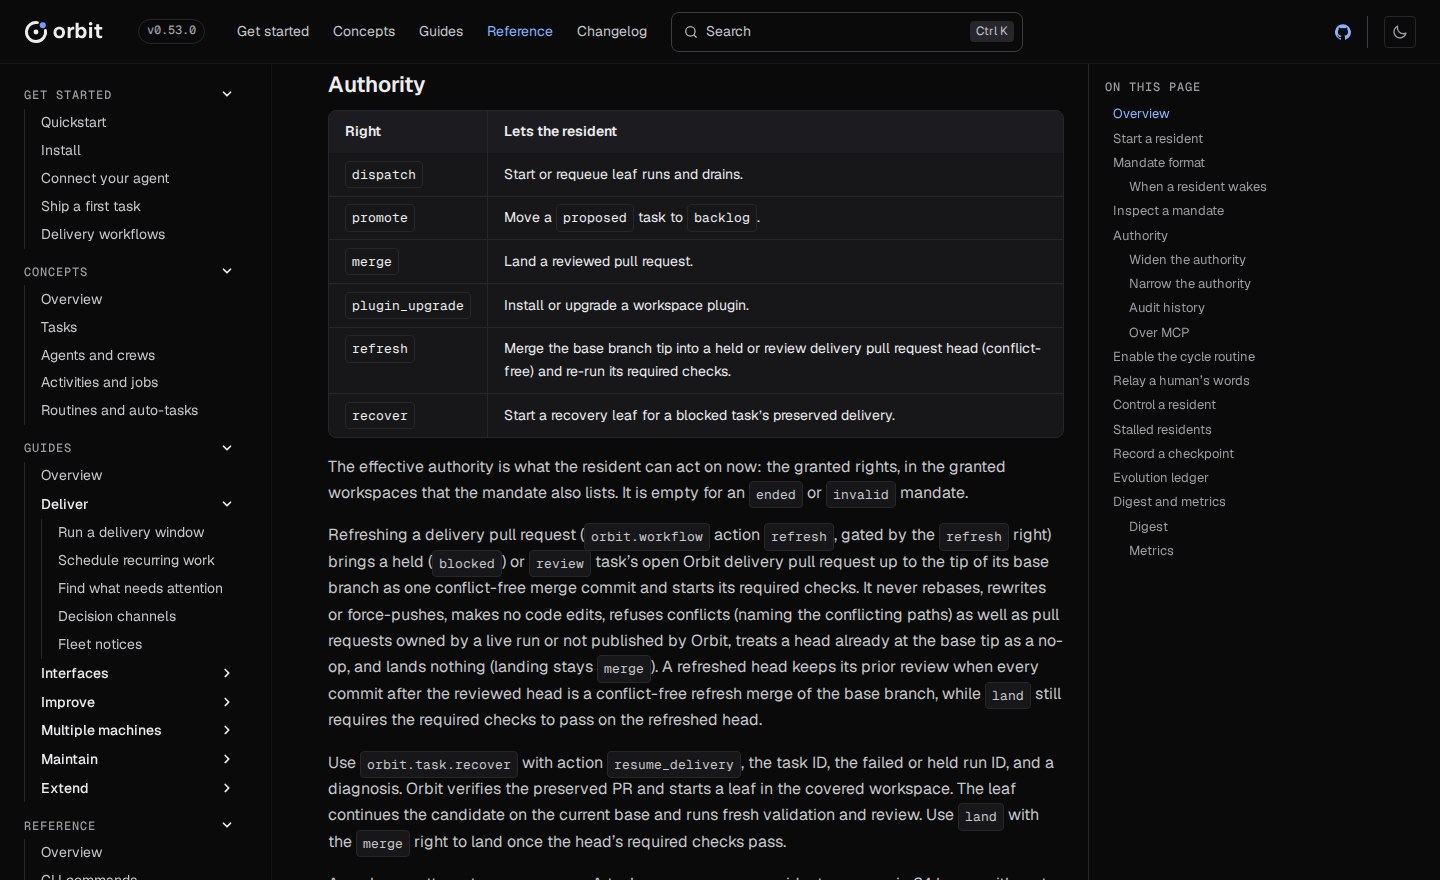 orbit
v0.53.0
Get started
Concepts
Guides
Reference
Changelog
Search
Ctrl K
GET STARTED
Quickstart
Install
Connect your agent
Ship a first task
Delivery workflows
CONCEPTS
Overview
Tasks
Agents and crews
Activities and jobs
Routines and auto-tasks
GUIDES
Overview
Deliver
Run a delivery window
Schedule recurring work
Find what needs attention
Decision channels
Fleet notices
Interfaces
Improve
Multiple machines
Maintain
Extend
REFERENCE
Overview
Authority
Right Lets the resident
dispatch Start or requeue leaf runs and drains.
promote Move a proposed task to backlog.
merge Land a reviewed pull request.
plugin_upgrade Install or upgrade a workspace plugin.
refresh Merge the base branch tip into a held or review delivery pull request head (conflict-
free) and re-run its required checks.
recover Start a recovery leaf for a blocked task's preserved delivery.
The effective authority is what the resident can act on now: the granted rights, in the granted
workspaces that the mandate also lists. It is empty for an ended or invalid mandate.
Refreshing a delivery pull request (orbit.workflow action refresh, gated by the refresh right)
brings a held (blocked) or review task’s open Orbit delivery pull request up to the tip of its base
branch as one conflict-free merge commit and starts its required checks. It never rebases, rewrites
or force-pushes, makes no code edits, refuses conflicts (naming the conflicting paths) as well as pull
requests owned by a live run or not published by Orbit, treats a head already at the base tip as a no-
op, and lands nothing (landing stays merge). A refreshed head keeps its prior review when every
commit after the reviewed head is a conflict-free refresh merge of the base branch, while land still
requires the required checks to pass on the refreshed head.
Use orbit.task.recover with action resume_delivery, the task ID, the failed or held run ID, and a
diagnosis. Orbit verifies the preserved PR and starts a leaf in the covered workspace. The leaf
continues the candidate on the current base and runs fresh validation and review. Use land with
the merge right to land once the head’s required checks pass.
ON THIS PAGE
Overview
Start a resident
Mandate format
When a resident wakes
Inspect a mandate
Authority
Widen the authority
Narrow the authority
Audit history
Over MCP
Enable the cycle routine
Relay a human’s words
Control a resident
Stalled residents
Record a checkpoint
Evolution ledger
Digest and metrics
Digest
Metrics